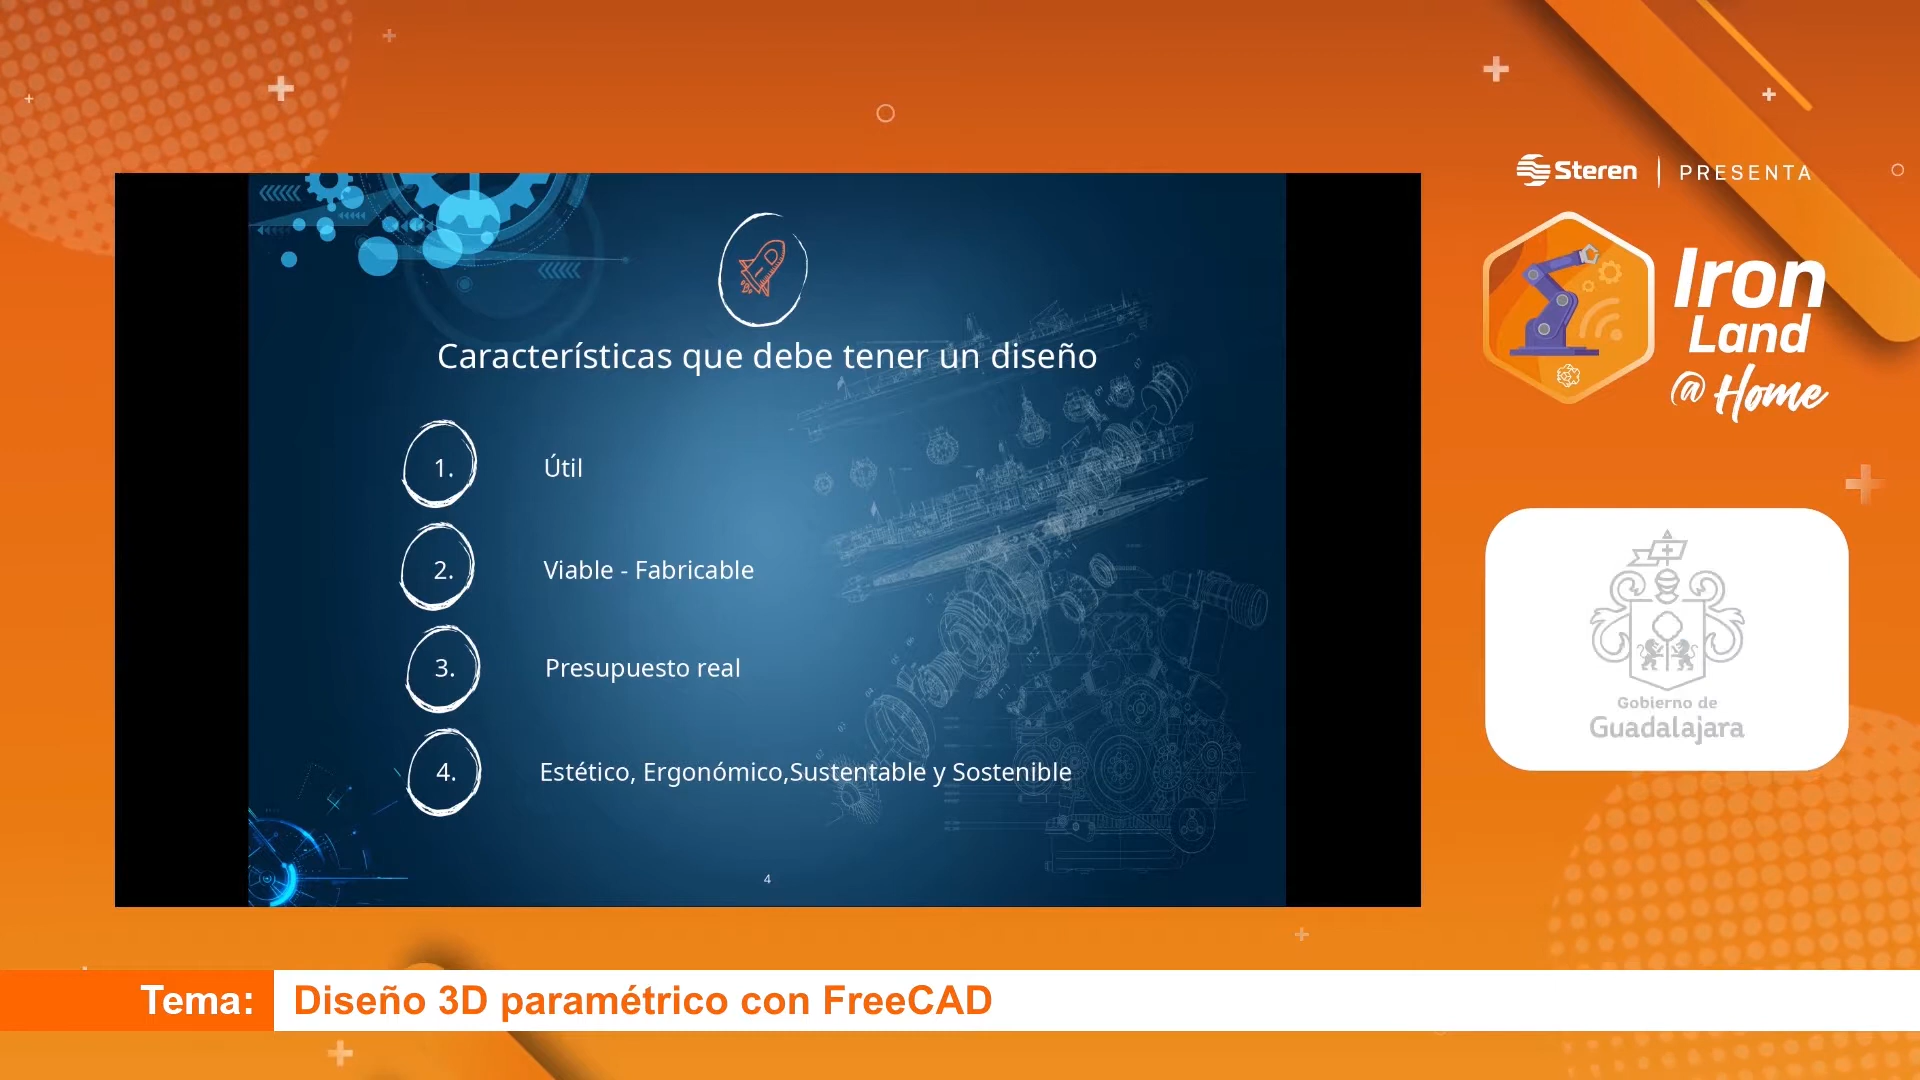 Steren | PRESENTA
Iron
Land
@ Home
Características que debe tener un diseño
1. Útil
2. Viable - Fabricable
3. Presupuesto real
4. Estético, Ergonómico,Sustentable y Sostenible
4
Gobierno de
Guadalajara
Tema: Diseño 3D paramétrico con FreeCAD